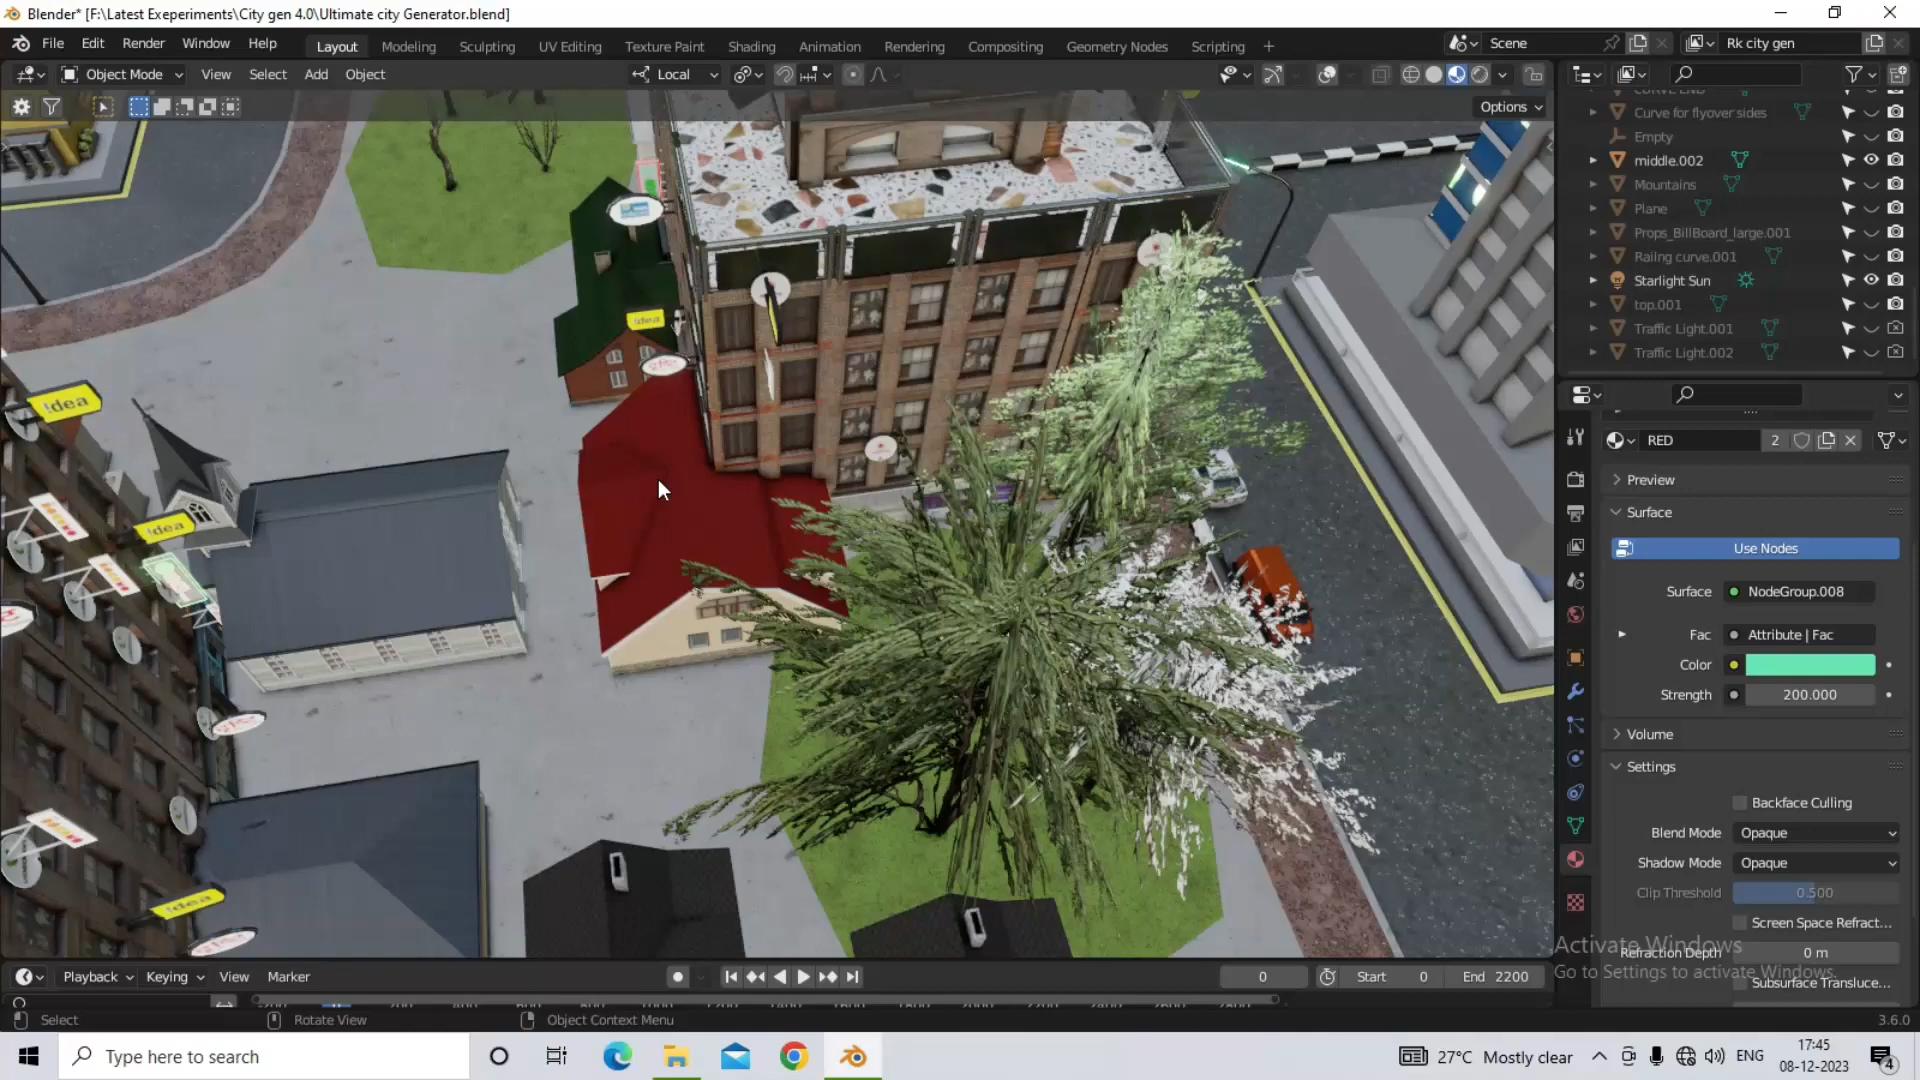 Blender* [F:\Latest Exeperiments\City gen 4.0\Ultimate city Generator.blend]
File Edit Render Window Help
Layout Modeling Sculpting UV Editing Texture Paint Shading Animation Rendering Compositing Geometry Nodes Scripting +
Scene
Rk city gen
Object Mode View Select Add Object
Local
Options
Curve for flyover sides
Empty
middle.002
Mountains
Plane
Props_BillBoard_large.001
Railng curve.001
Starlight Sun
top.001
Traffic Light.001
Traffic Light.002
RED 2
Preview
Surface
Use Nodes
Surface NodeGroup.008
Fac Attribute | Fac
Color
Strength 200.000
Volume
Settings
Backface Culling
Blend Mode Opaque
Shadow Mode Opaque
Clip Threshold 0.500
Screen Space Refract...
Refraction Depth 0 m
Subsurface Transluce...
Activate Windows
Go to Settings to activate Windows.
!dea
!dea
!dea
!dea
Playback Keying View Marker
0
Start 0
End 2200
Select
Rotate View
Object Context Menu
3.6.0
Type here to search
27°C Mostly clear
ENG
17:45
08-12-2023
4